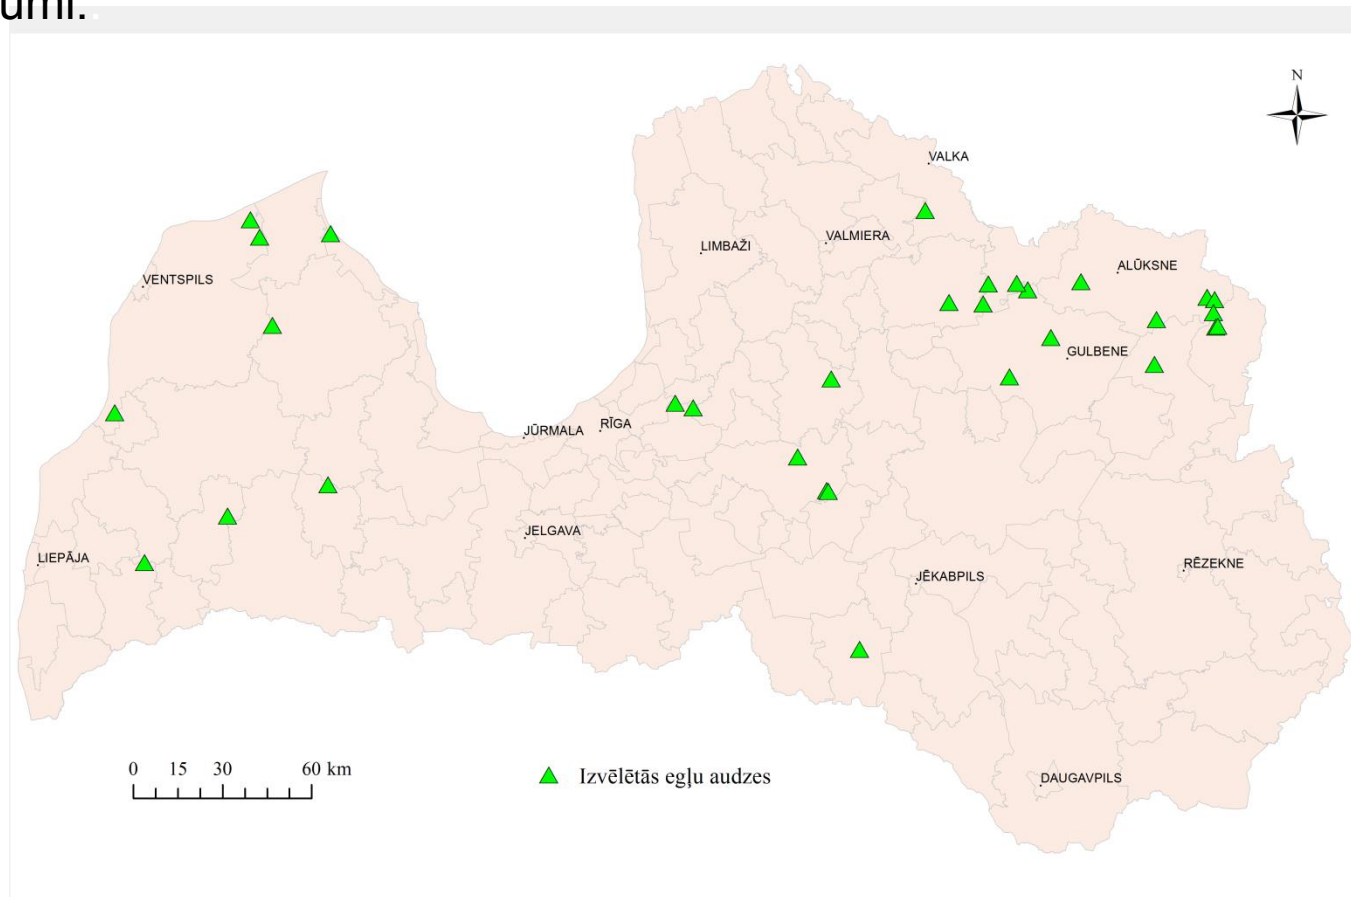 umi.
N
VALKA
VALMIERA
LIMBAŽI
ALŪKSNE
VENTSPILS
GULBENE
RĪGA
JŪRMALA
JELGAVA
LIEPĀJA
RĒZEKNE
JĒKABPILS
0 15 30 60 km
Izvēlētās egļu audzes
DAUGAVPILS